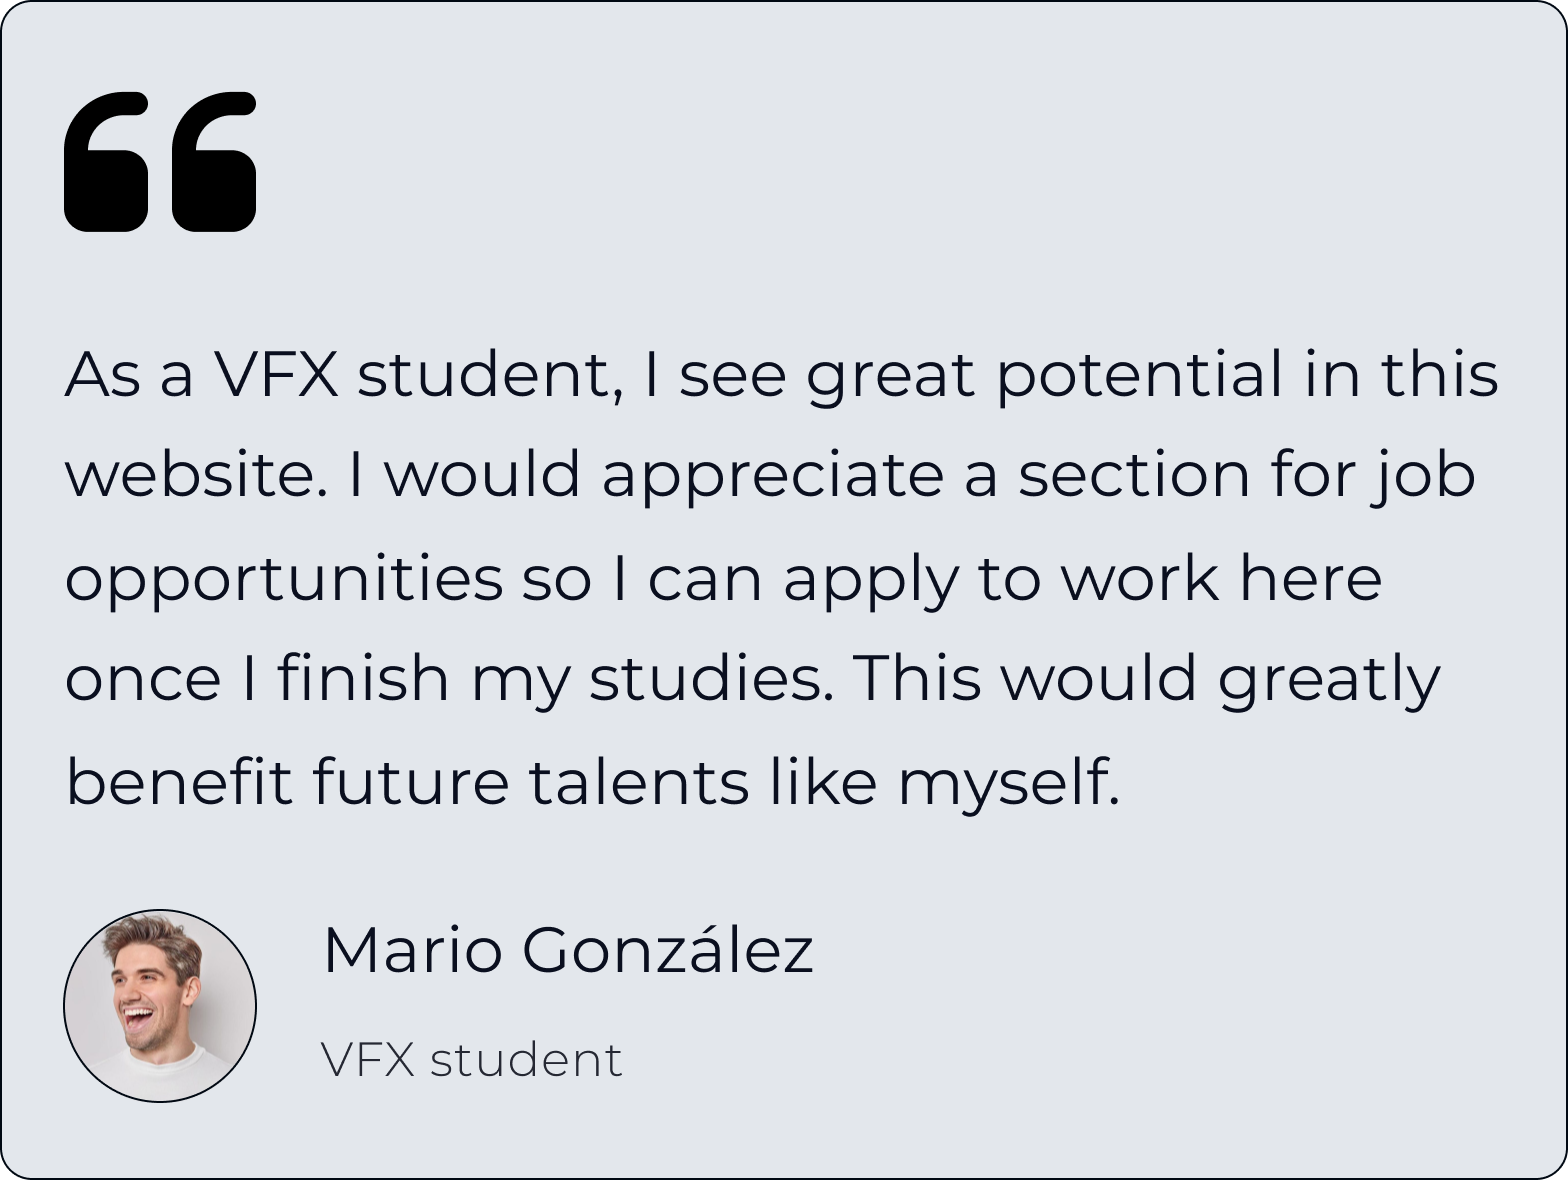 As a VFX student, I see great potential in this
website. I would appreciate a section for job
opportunities so I can apply to work here
once I finish my studies. This would greatly
benefit future talents like myself.
Mario González
VFX student